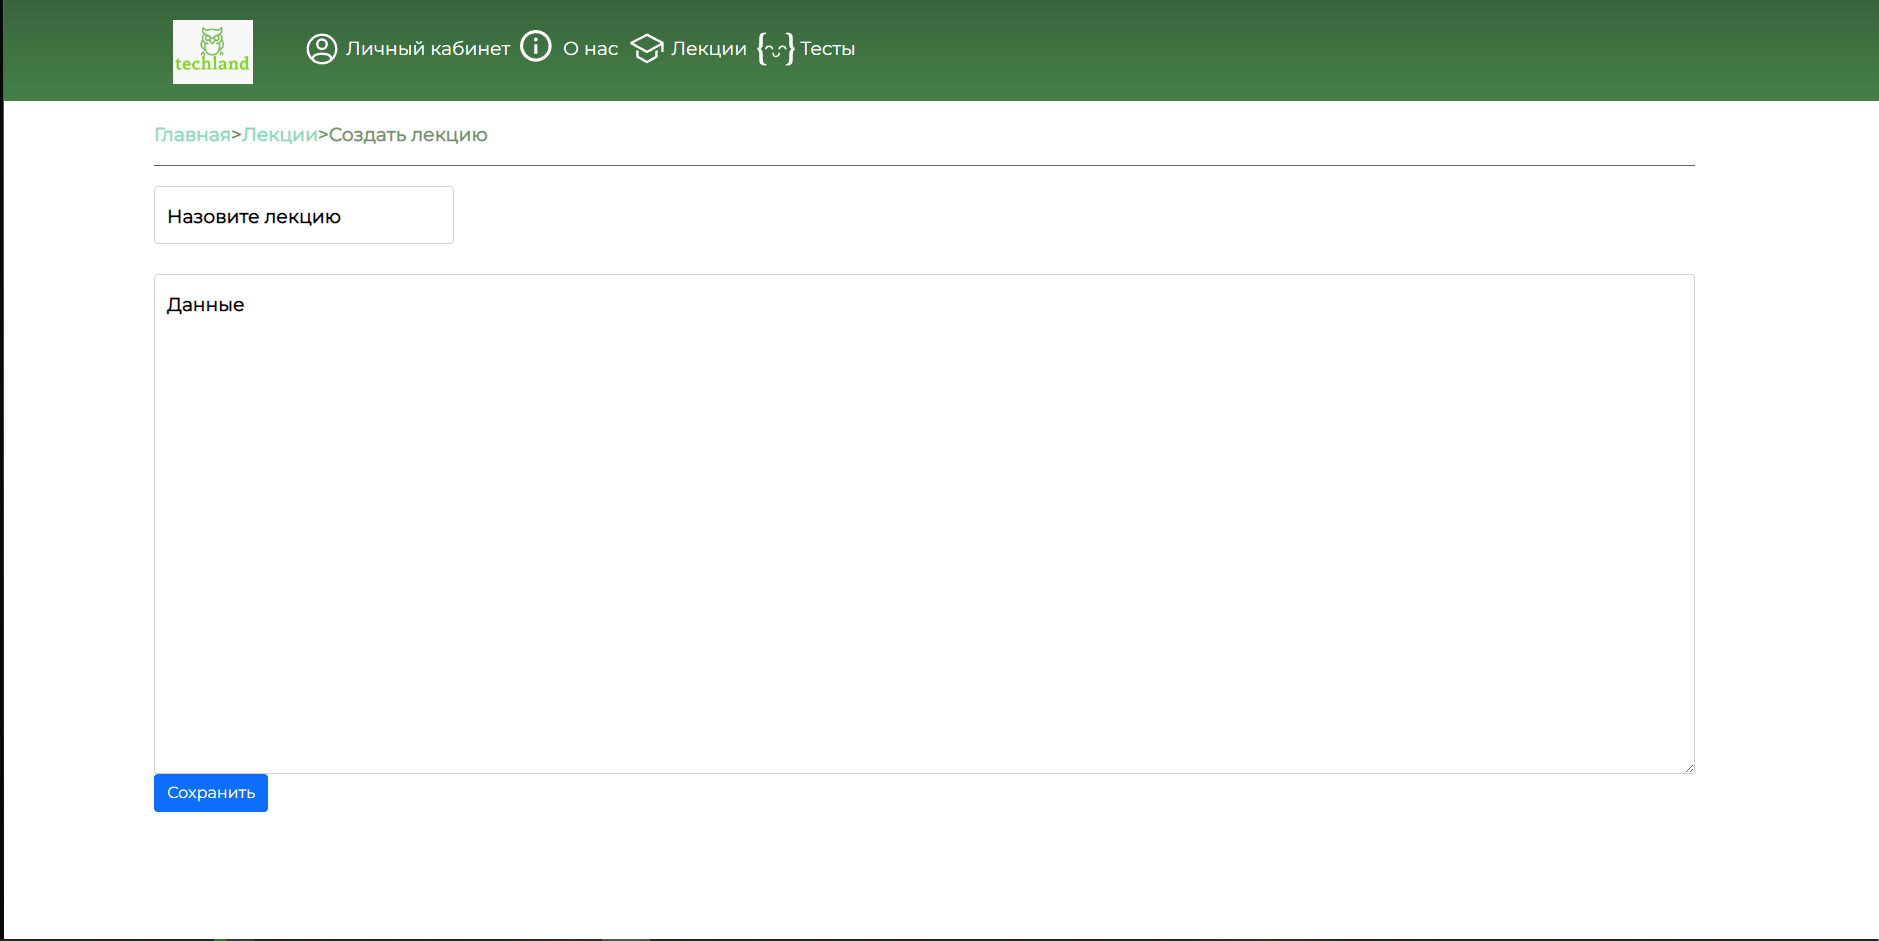 techland
Личный кабинет О нас Лекции Тесты
Главная>Лекции>Создать лекцию
Назовите лекцию
Данные
Сохранить